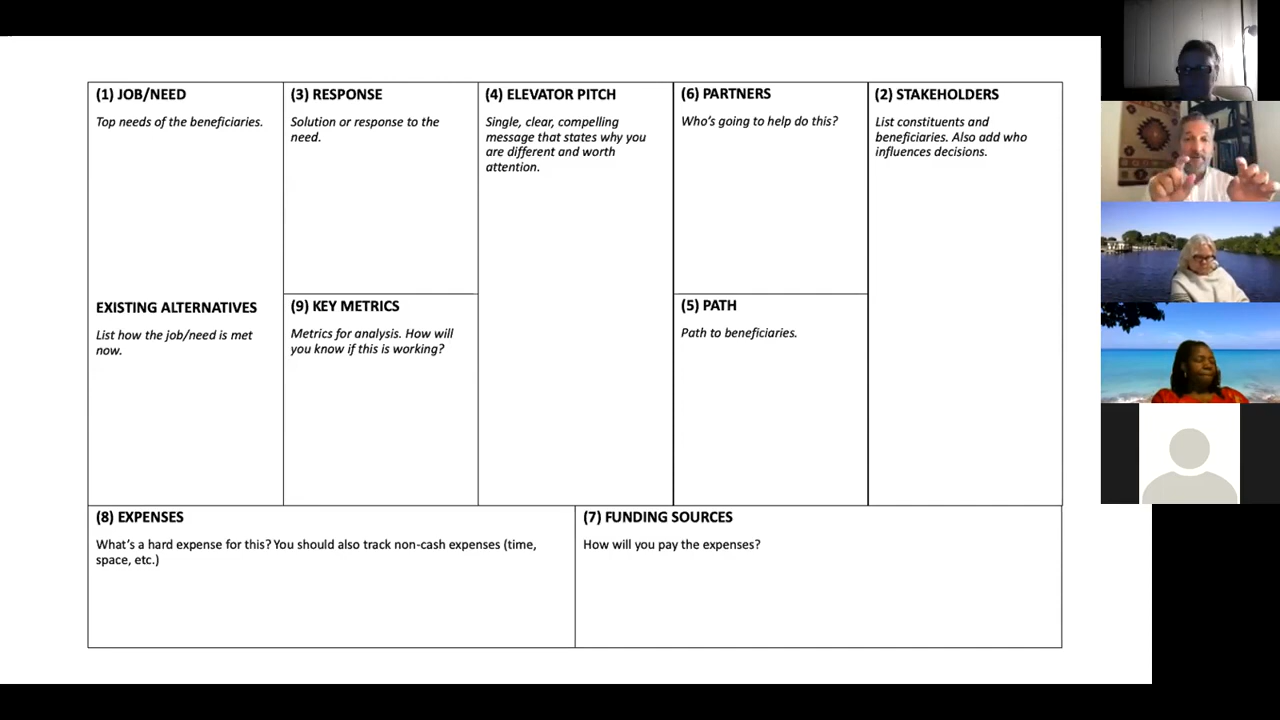 (1) JOB/NEED
Top needs of the beneficiaries.
EXISTING ALTERNATIVES
List how the job/need is met
now.
(3) RESPONSE
Solution or response to the
need.
(9) KEY METRICS
Metrics for analysis. How will
you know if this is working?
(4) ELEVATOR PITCH
Single, clear, compelling
message that states why you
are different and worth
attention.
(6) PARTNERS
Who's going to help do this?
(5) PATH
Path to beneficiaries.
(2) STAKEHOLDERS
List constituents and
beneficiaries. Also add who
influences decisions.
(8) EXPENSES
What's a hard expense for this? You should also track non-cash expenses (time,
space, etc.)
(7) FUNDING SOURCES
How will you pay the expenses?